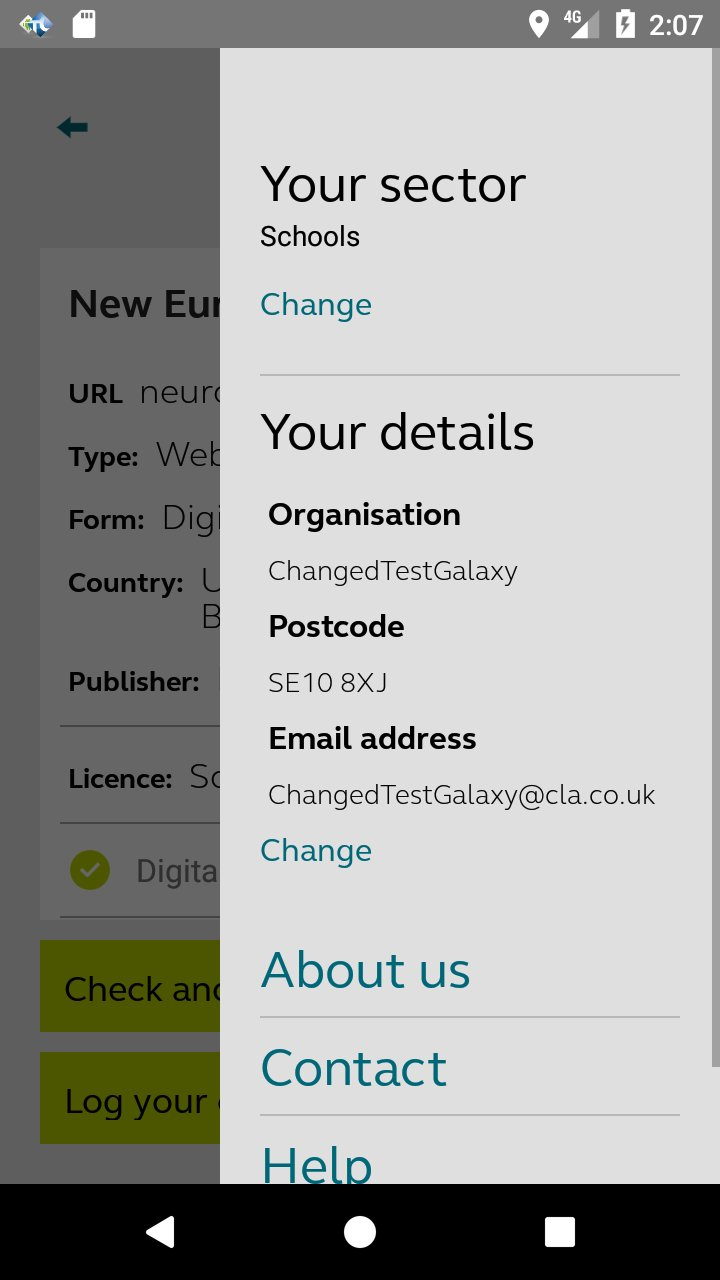 4G 2:07
Your sector
Schools
Change
Your details
Organisation
ChangedTestGalaxy
Postcode
SE10 8XJ
Email address
ChangedTestGalaxy@cla.co.uk
Change
About us
Contact
Help
New Eur
URL neuro
Type: Web
Form: Digi
Country: U
B
Publisher:
Licence: Sc
Digita
Check and
Log your